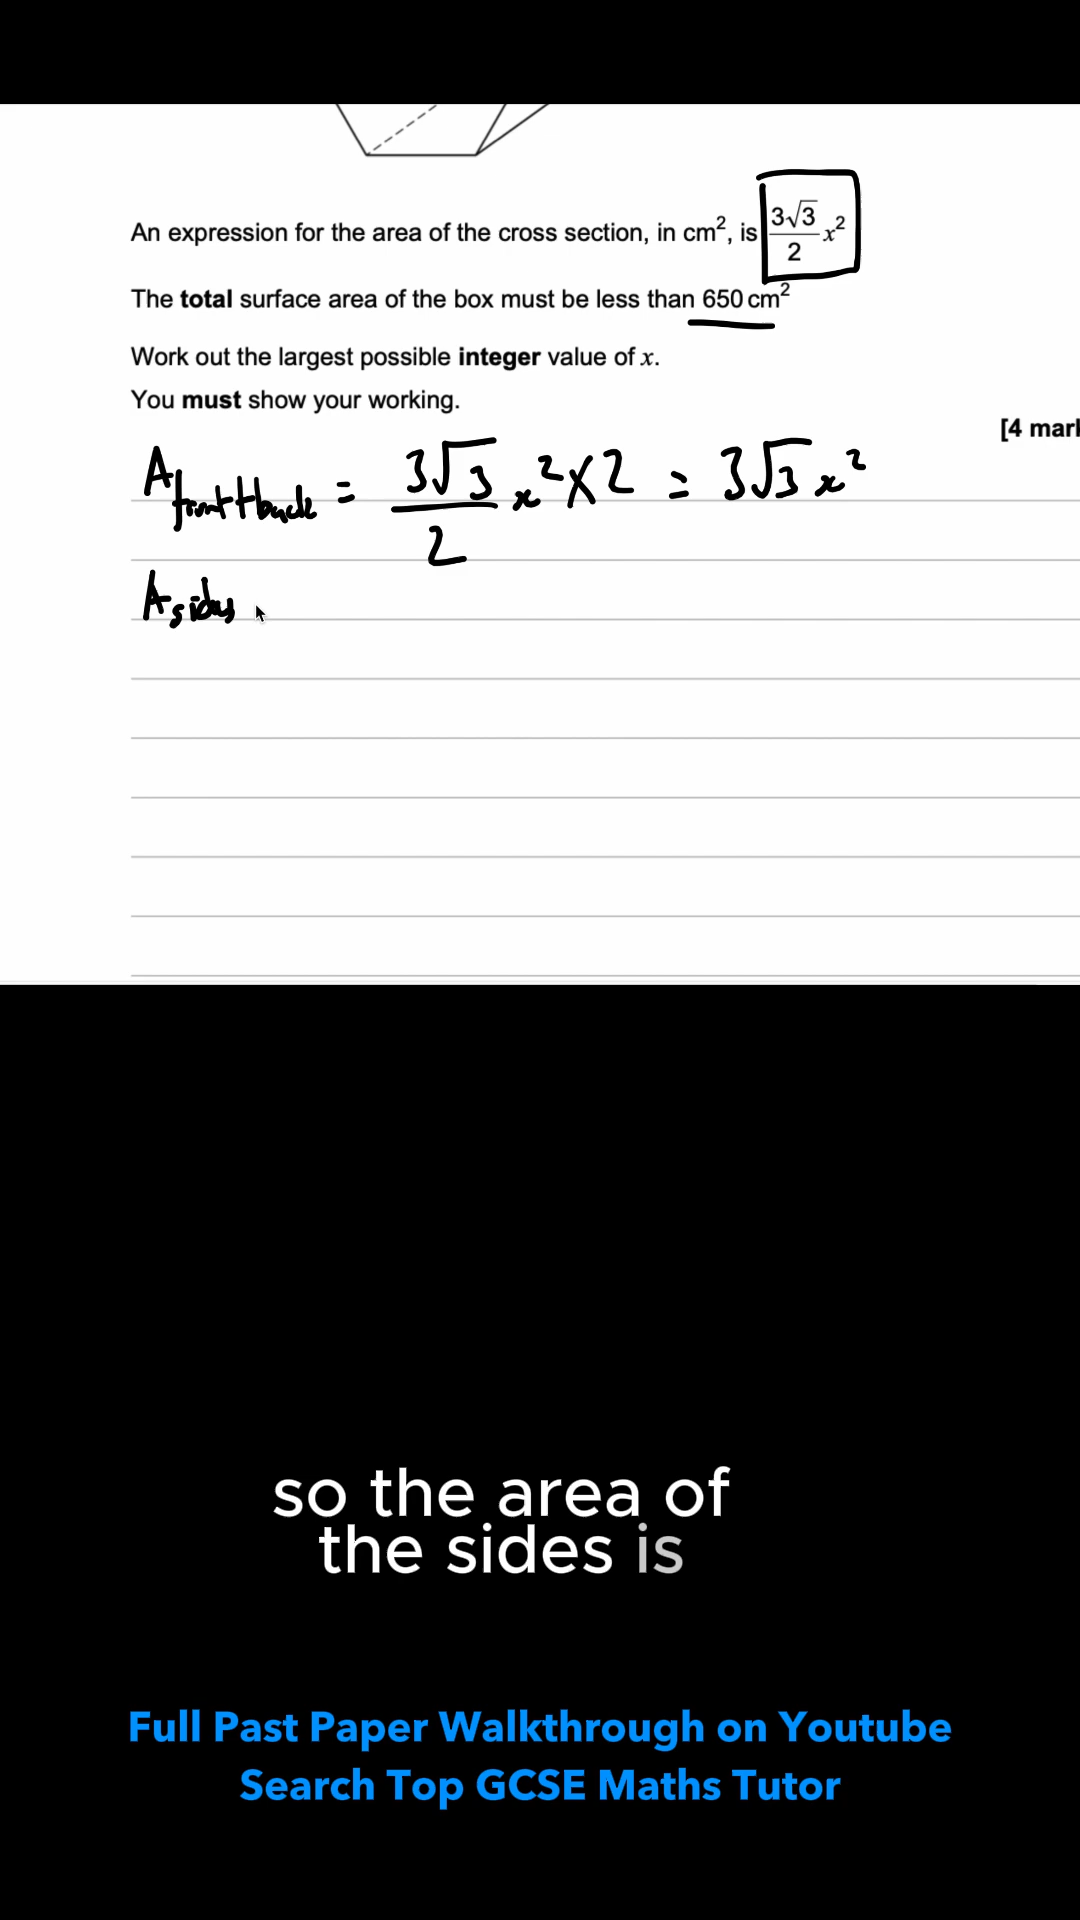 An expression for the area of the cross section, in cm², is 3√3/2 x²
The total surface area of the box must be less than 650 cm²
Work out the largest possible integer value of x.
You must show your working.
[4 mark
A front+back = 3√3/2 x² × 2 = 3√3 x²
A sides
so the area of
the sides is
Full Past Paper Walkthrough on Youtube
Search Top GCSE Maths Tutor